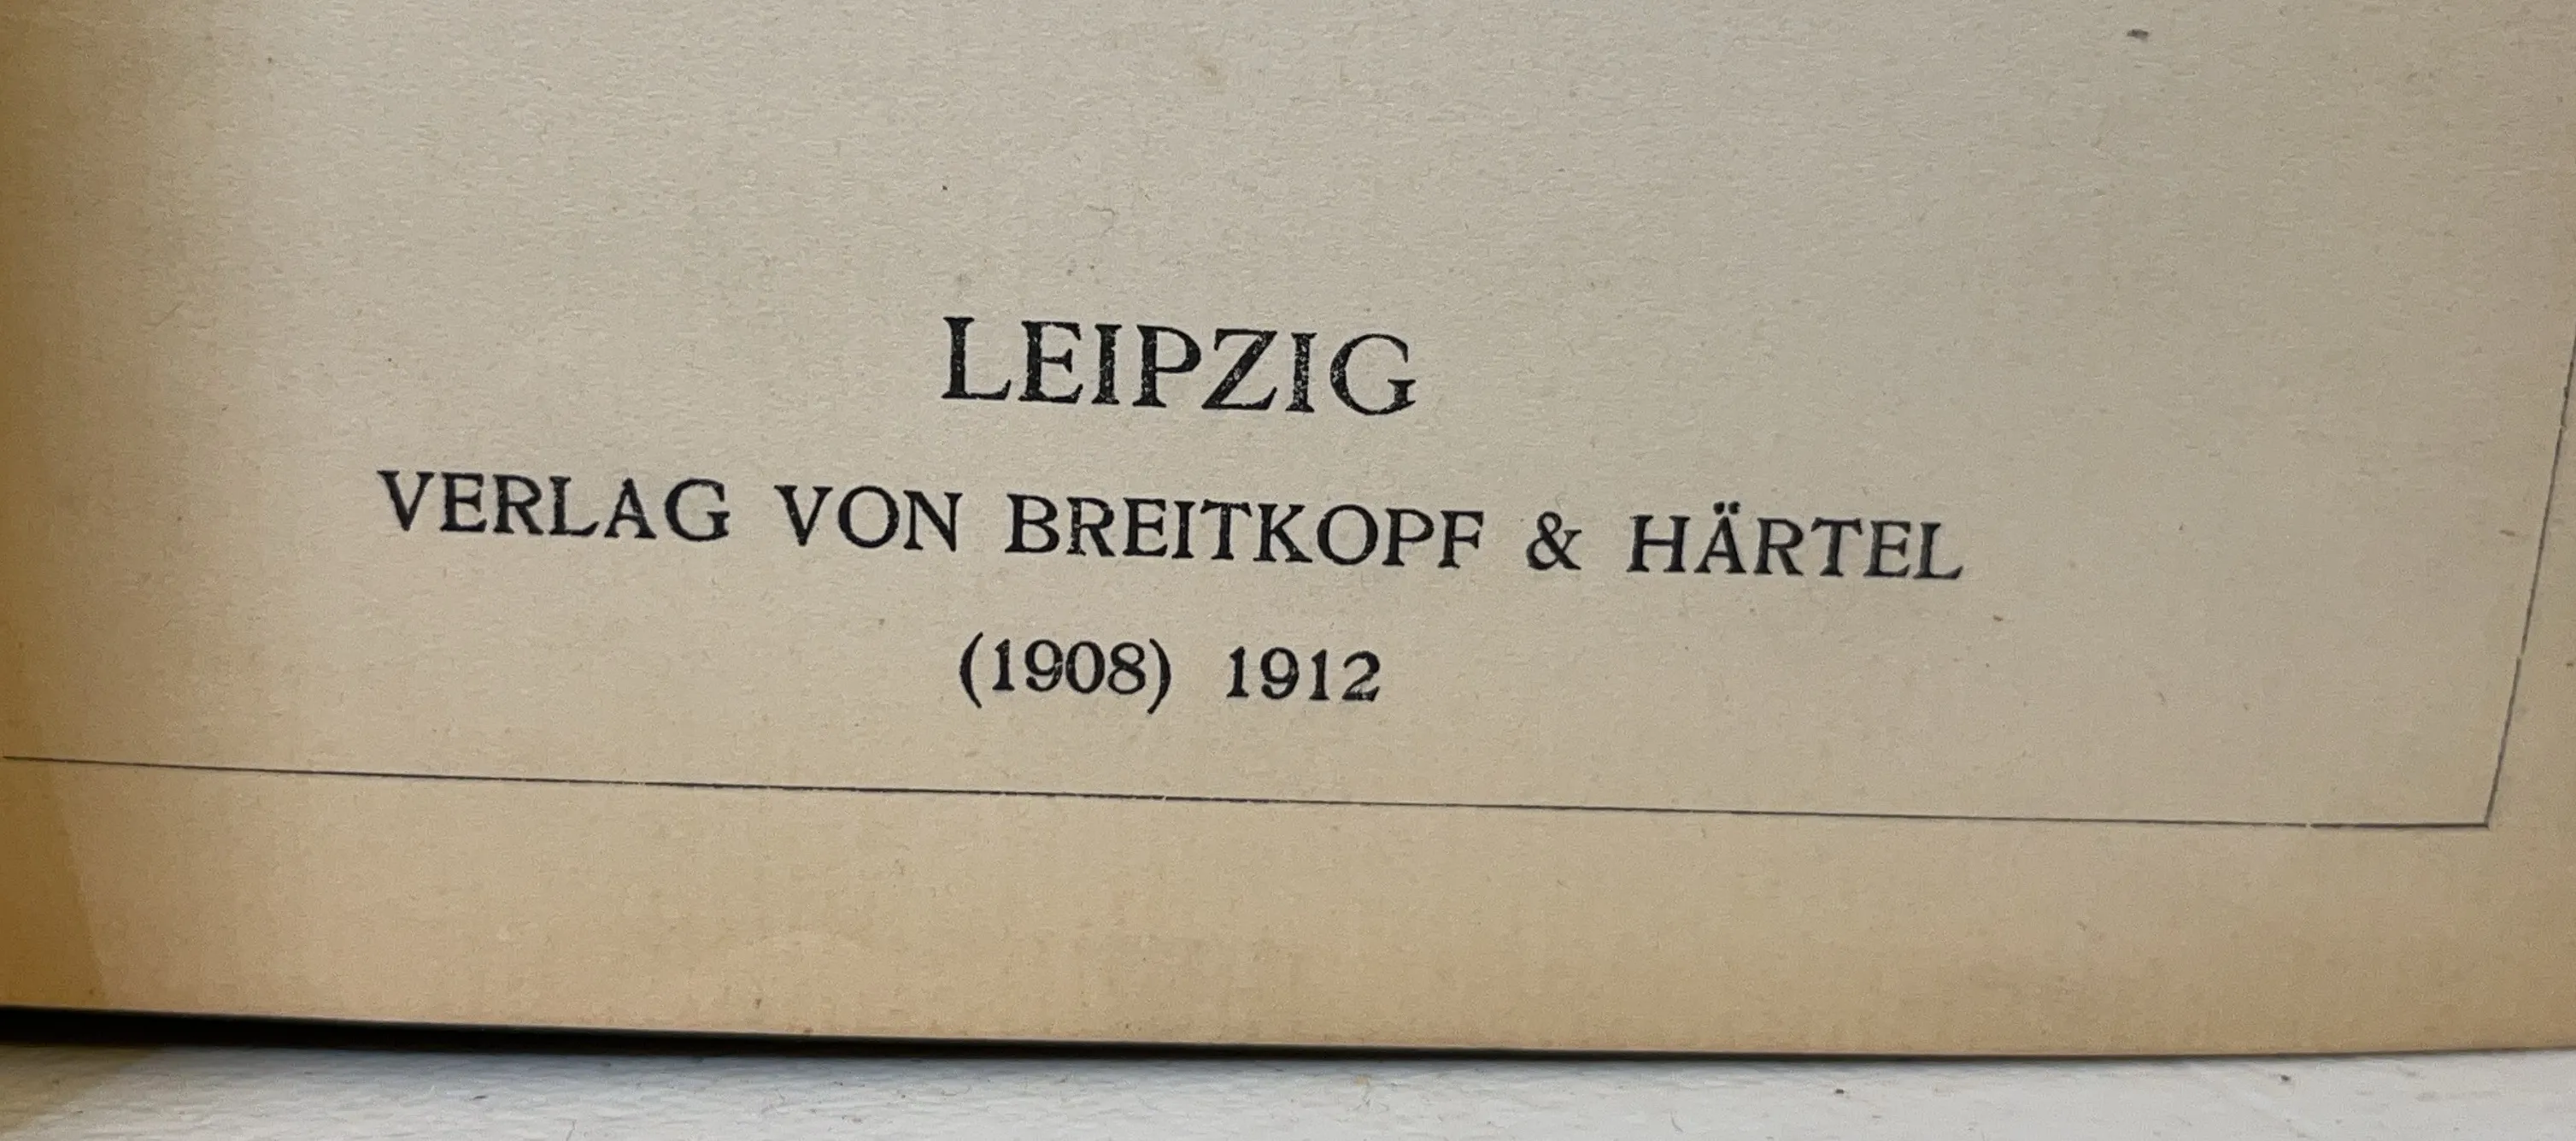 LEIPZIG
VERLAG VON BREITKOPF & HÄRTEL
(1908) 1912